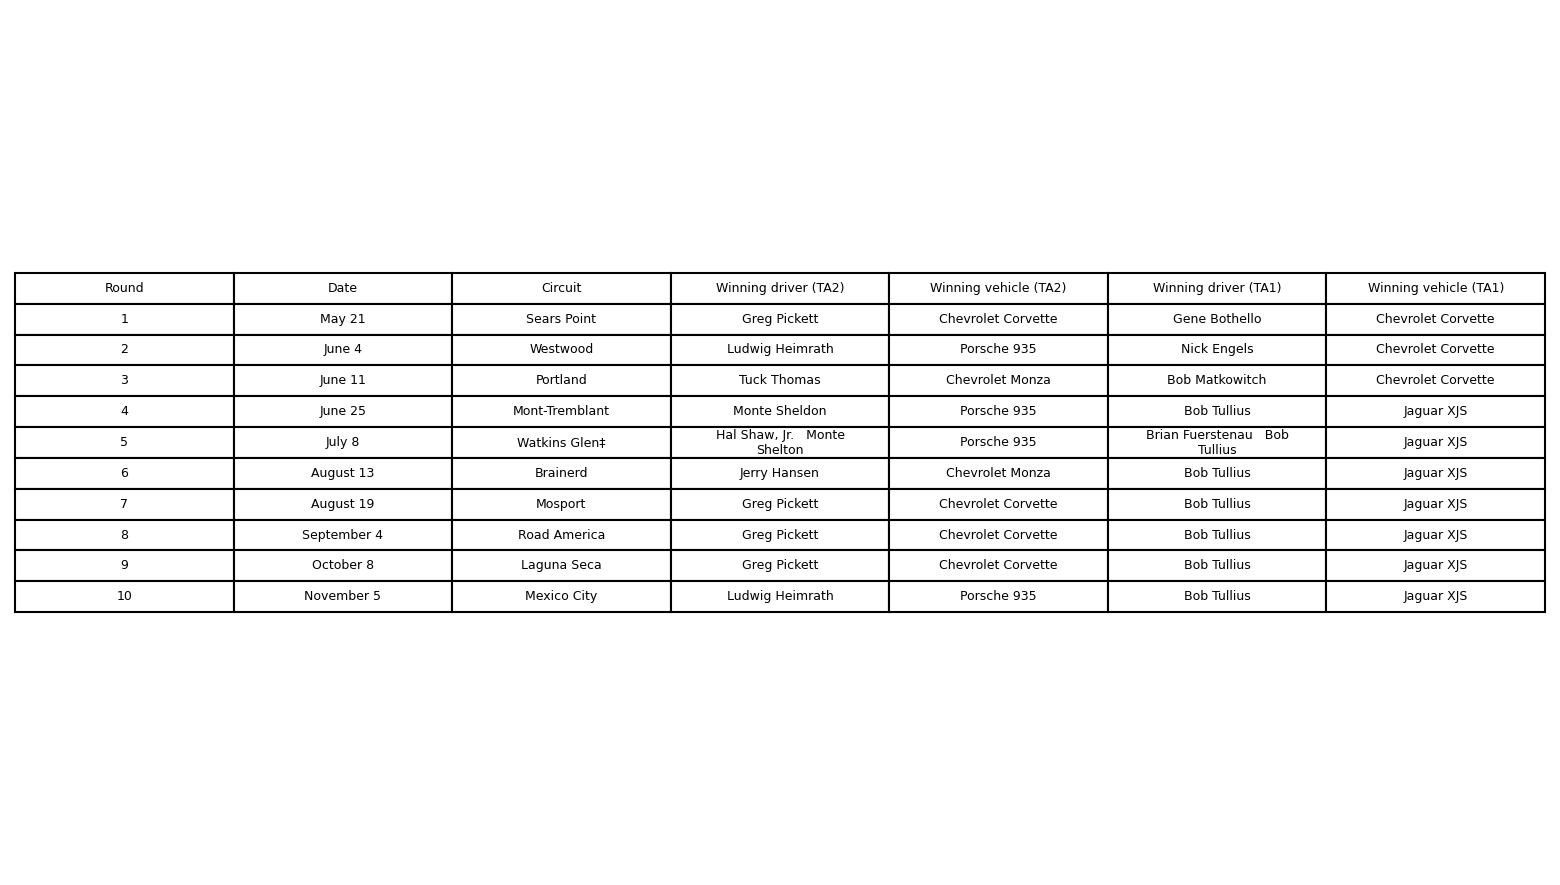 Round Date Circuit Winning driver (TA2) Winning vehicle (TA2) Winning driver (TA1) Winning vehicle (TA1)
1 May 21 Sears Point Greg Pickett Chevrolet Corvette Gene Bothello Chevrolet Corvette
2 June 4 Westwood Ludwig Heimrath Porsche 935 Nick Engels Chevrolet Corvette
3 June 11 Portland Tuck Thomas Chevrolet Monza Bob Matkowitch Chevrolet Corvette
4 June 25 Mont-Tremblant Monte Sheldon Porsche 935 Bob Tullius Jaguar XJS
5 July 8 Watkins Glen‡ Hal Shaw, Jr. Monte Shelton Porsche 935 Brian Fuerstenau Bob Tullius Jaguar XJS
6 August 13 Brainerd Jerry Hansen Chevrolet Monza Bob Tullius Jaguar XJS
7 August 19 Mosport Greg Pickett Chevrolet Corvette Bob Tullius Jaguar XJS
8 September 4 Road America Greg Pickett Chevrolet Corvette Bob Tullius Jaguar XJS
9 October 8 Laguna Seca Greg Pickett Chevrolet Corvette Bob Tullius Jaguar XJS
10 November 5 Mexico City Ludwig Heimrath Porsche 935 Bob Tullius Jaguar XJS